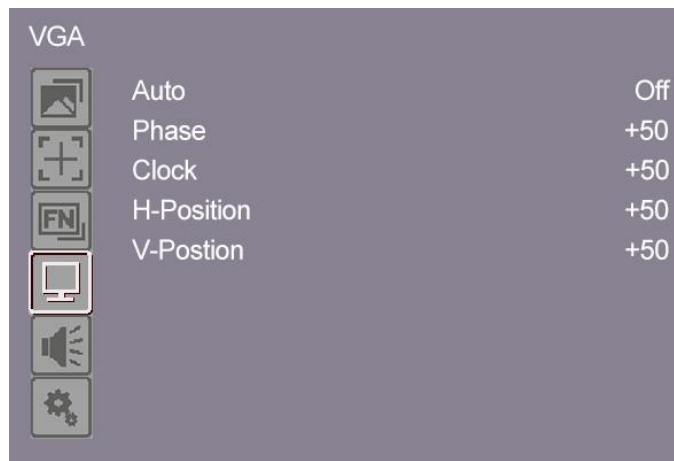 VGA
Auto Off
Phase +50
Clock +50
H-Position +50
FN
V-Postion +50